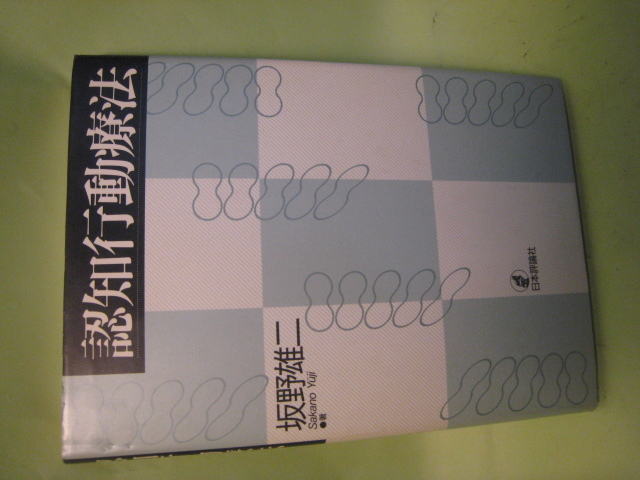 認知行動療法
坂野雄二
Sakano Yuji
●著
日本評論社